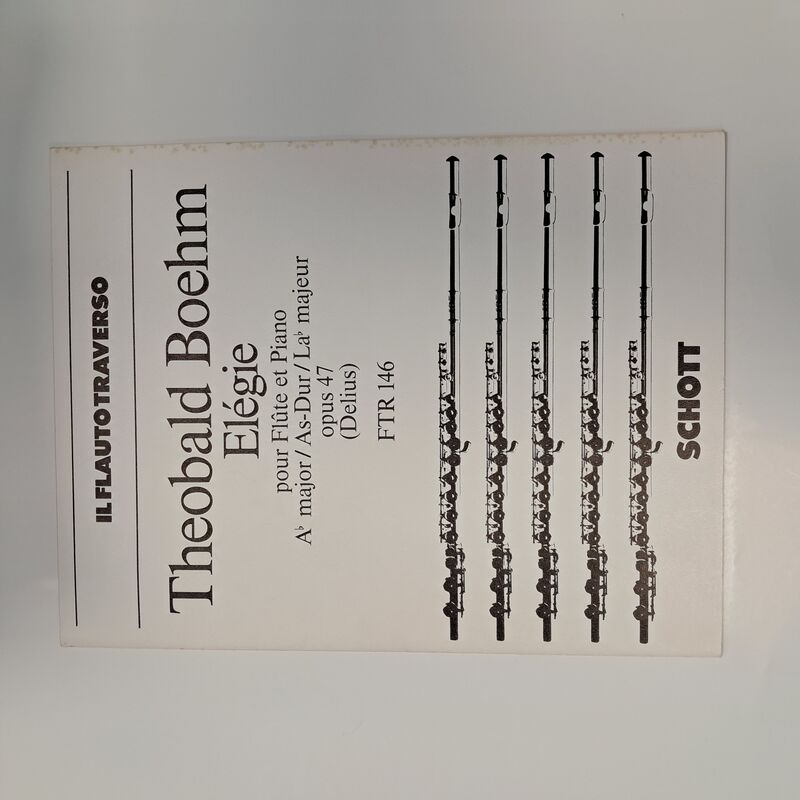 IL FLAUTO TRAVERSO
Theobald Boehm
Elégie
pour Flûte et Piano
A♭ major / As-Dur / La♭ majeur
opus 47
(Delius)
FTR 146
SCHOTT